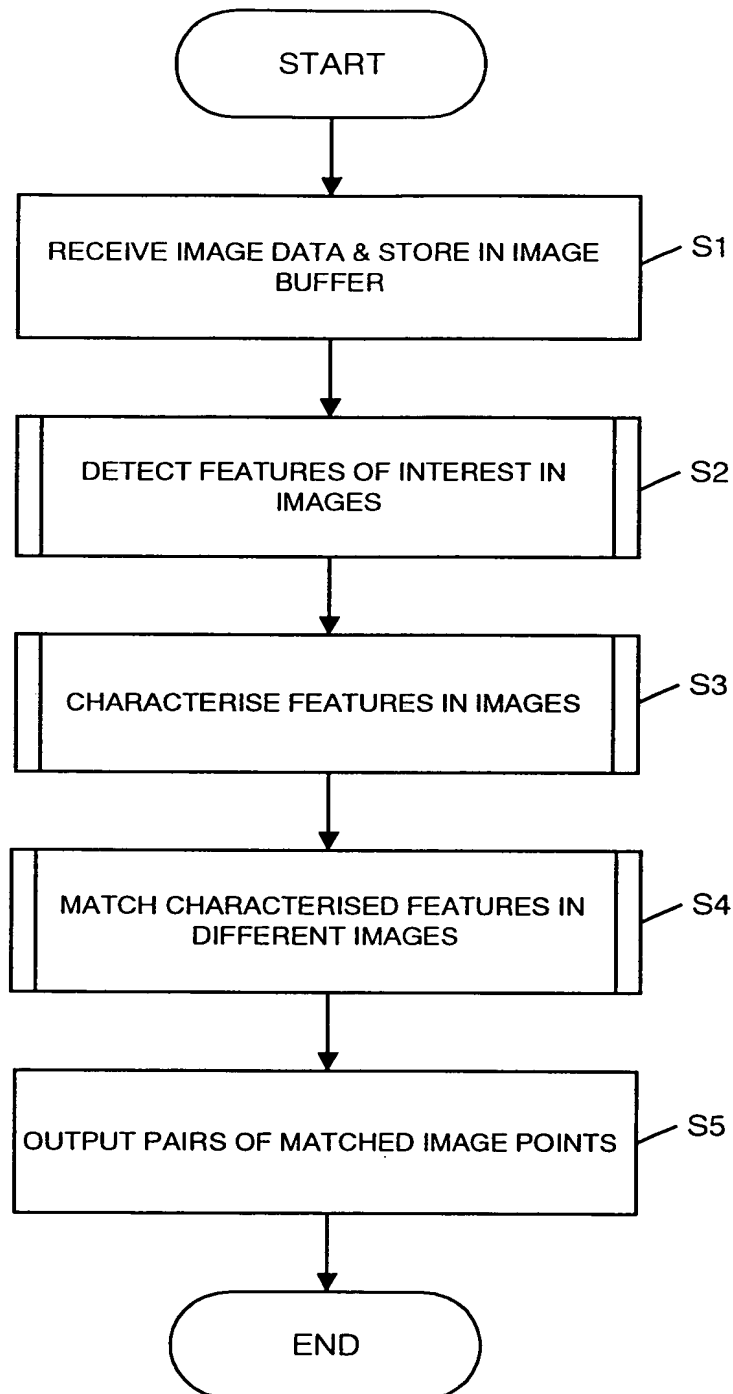 START
RECEIVE IMAGE DATA & STORE IN IMAGE
BUFFER
S1
DETECT FEATURES OF INTEREST IN
IMAGES
S2
CHARACTERISE FEATURES IN IMAGES
S3
MATCH CHARACTERISED FEATURES IN
DIFFERENT IMAGES
S4
OUTPUT PAIRS OF MATCHED IMAGE POINTS
S5
END